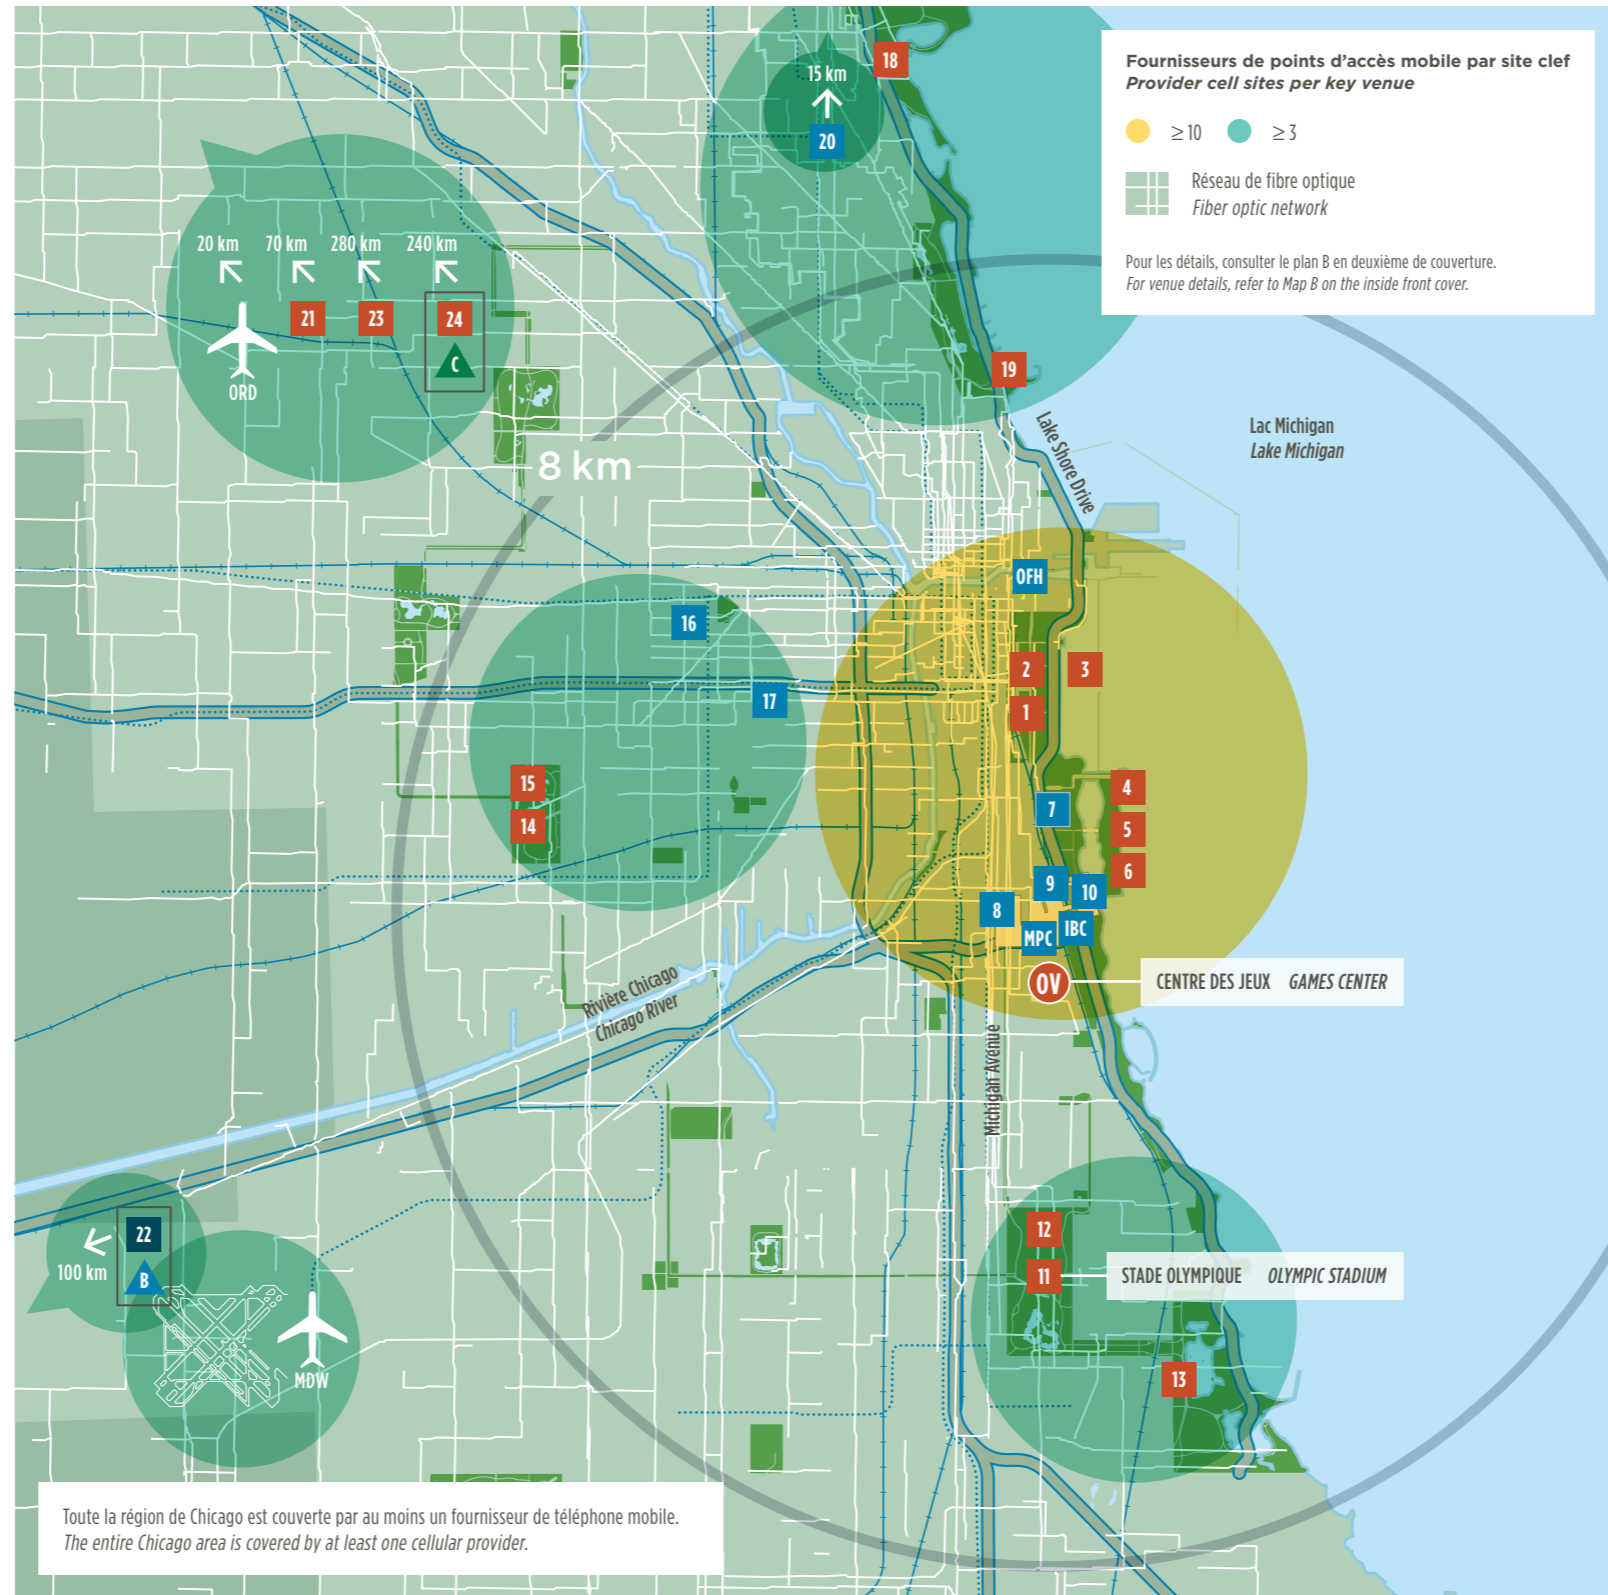 Fournisseurs de points d'accès mobile par site clef
Provider cell sites per key venue
≥ 10
≥ 3
Réseau de fibre optique
Fiber optic network
Pour les détails, consulter le plan B en deuxième de couverture.
For venue details, refer to Map B on the inside front cover.
18
15 km
20
20 km
70 km
280 km
240 km
21
23
24
C
ORD
19
8 km
Lake Shore Drive
Lac Michigan
Lake Michigan
OFH
16
2
3
17
1
15
14
7
4
5
6
9
10
8
MPC
IBC
OV
CENTRE DES JEUX GAMES CENTER
Rivière Chicago
Chicago River
Michigan Avenue
22
100 km
B
MDW
12
11
STADE OLYMPIQUE OLYMPIC STADIUM
13
Toute la région de Chicago est couverte par au moins un fournisseur de téléphone mobile.
The entire Chicago area is covered by at least one cellular provider.